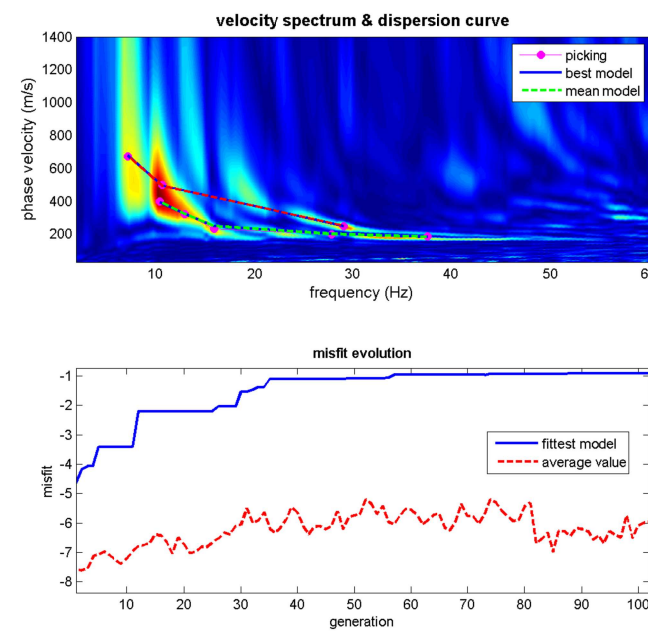 velocity spectrum & dispersion curve
1400
1200
1000
800
600
400
200
phase velocity (m/s)
picking
best model
mean model
10 20 30 40 50
frequency (Hz)
misfit evolution
-1
-2
-3
-4
-5
-6
-7
-8
misfit
fittest model
average value
10 20 30 40 50 60 70 80 90 100
generation